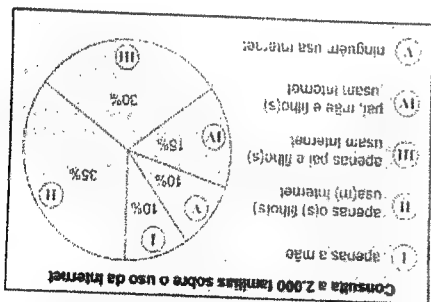 Consulta a 2.000 famílias sobre o uso da Internet
I apenas a mãe
II apenas o(s) filho(s)
usa(m) Internet
III apenas pai e filho(s)
usam Internet
IV pai, mãe e filho(s)
usam Internet
V ninguém usa Internet
I
10%
V
10%
IV
15%
II
35%
III
30%